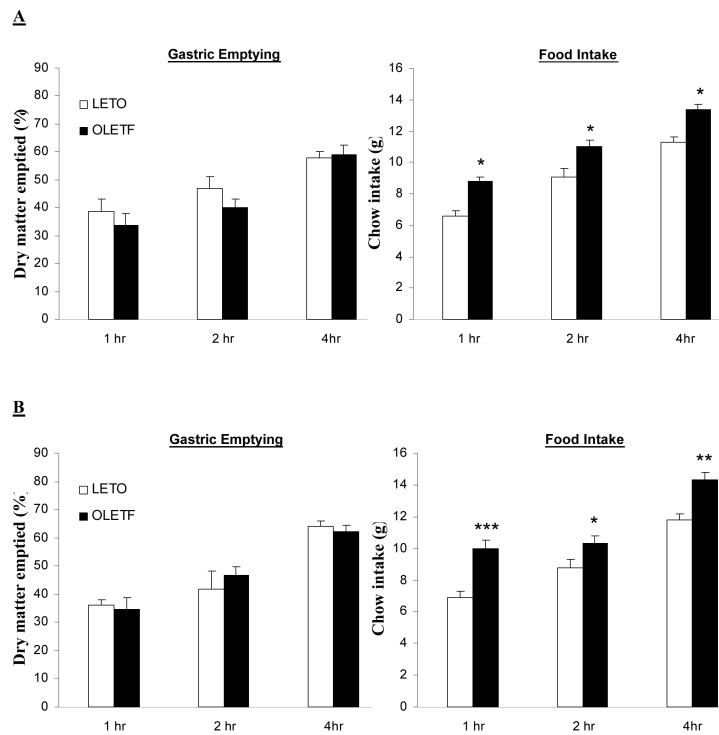 A
Gastric Emptying
Dry matter emptied (%)
90
80
70
60
50
40
30
20
10
0
LETO
OLETF
1 hr
2 hr
4hr
Food Intake
Chow intake (g)
16
14
12
10
8
6
4
2
0
*
*
*
1 hr
2 hr
4hr
B
Gastric Emptying
Dry matter emptied (%)
90
80
70
60
50
40
30
20
10
0
LETO
OLETF
1 hr
2 hr
4hr
Food Intake
Chow intake (g)
16
14
12
10
8
6
4
2
0
***
*
**
1 hr
2 hr
4hr